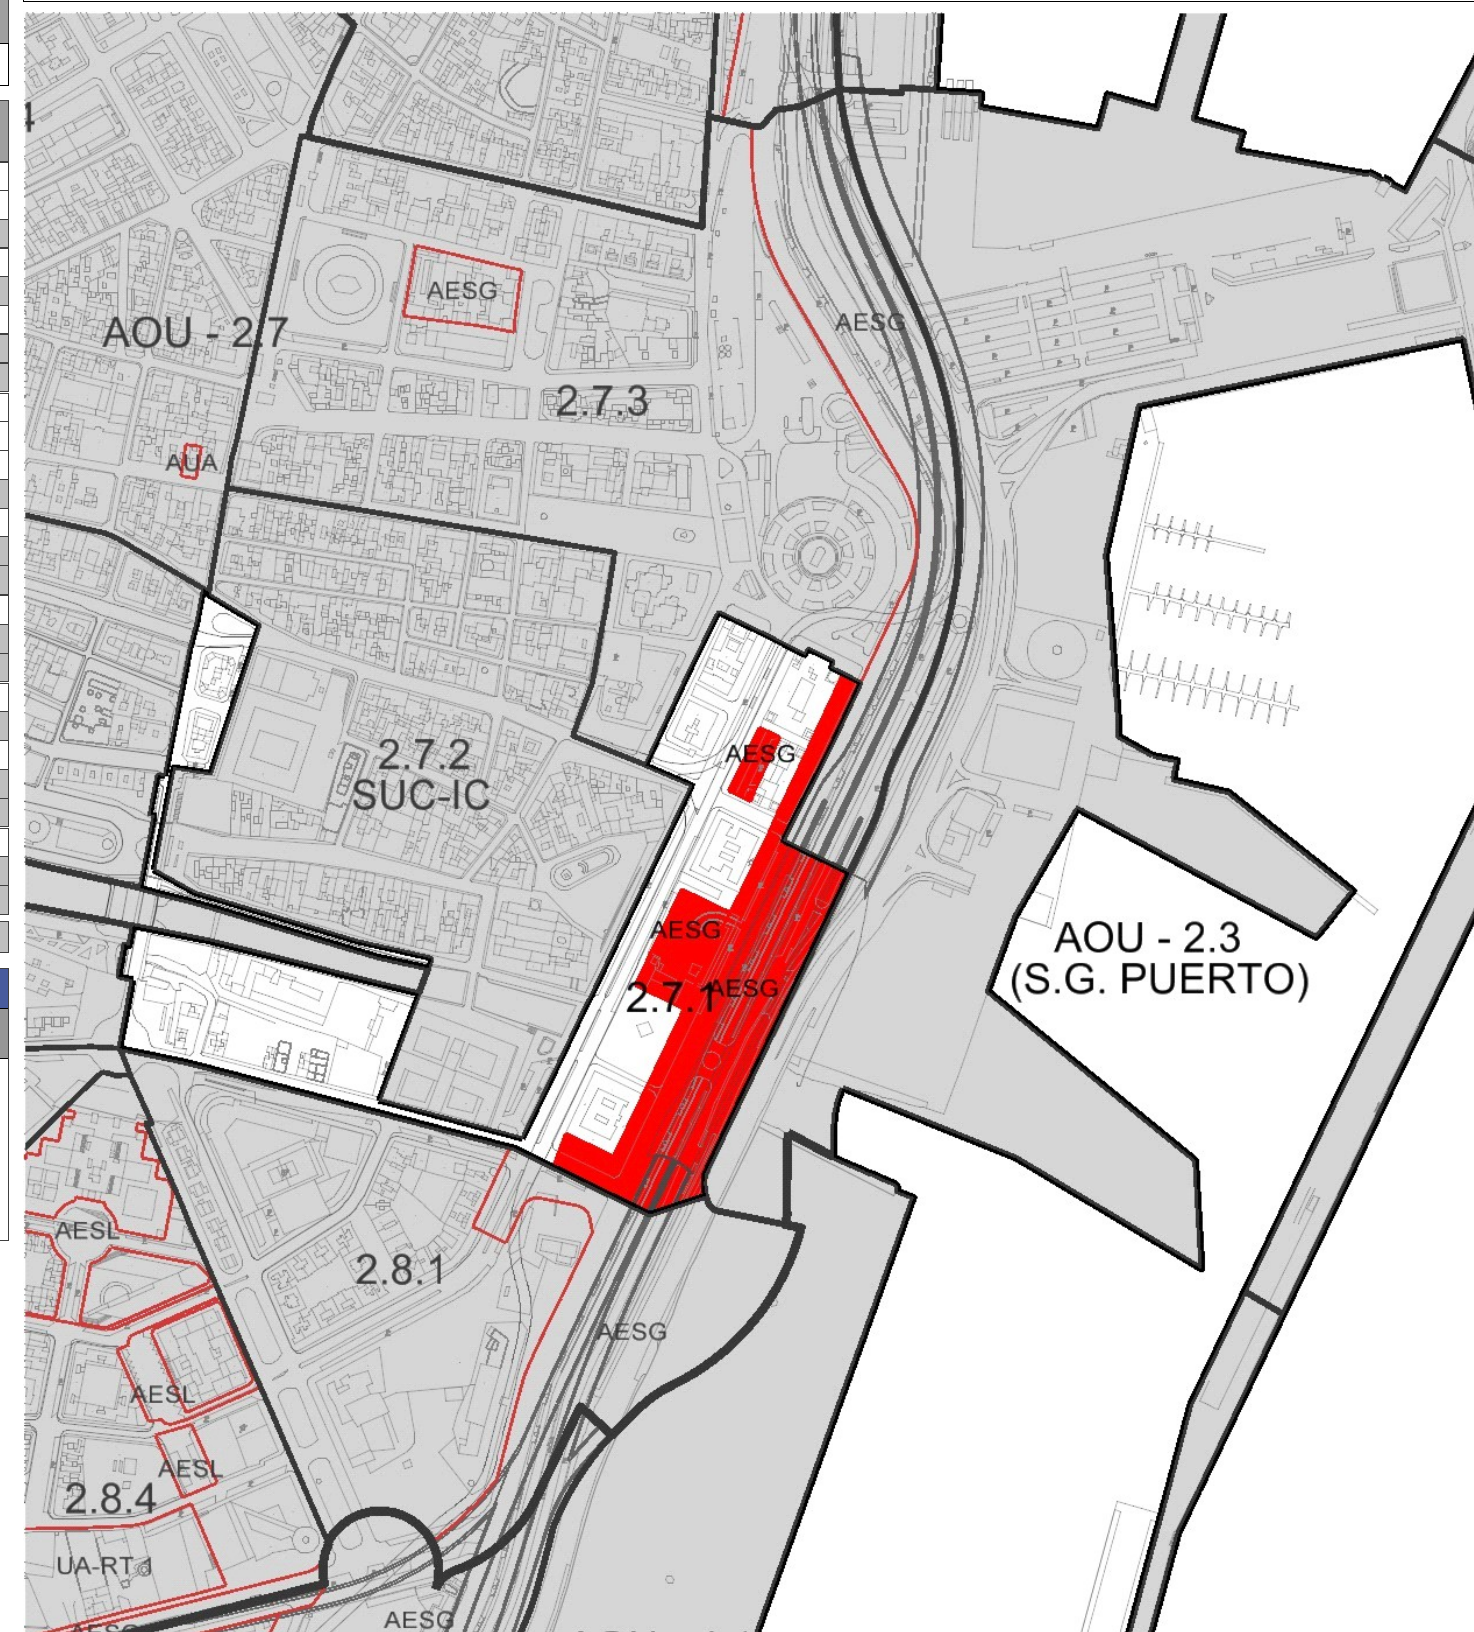 AESG
AOU - 2.7
AESG
2.7.3
AUA
2.7.2
SUC-IC
AESG
AESG
AOU - 2.3
(S.G. PUERTO)
2.7.1
AESG
AESL
2.8.1
AESG
AESL
AESL
2.8.4
UA-RT 1
AESG